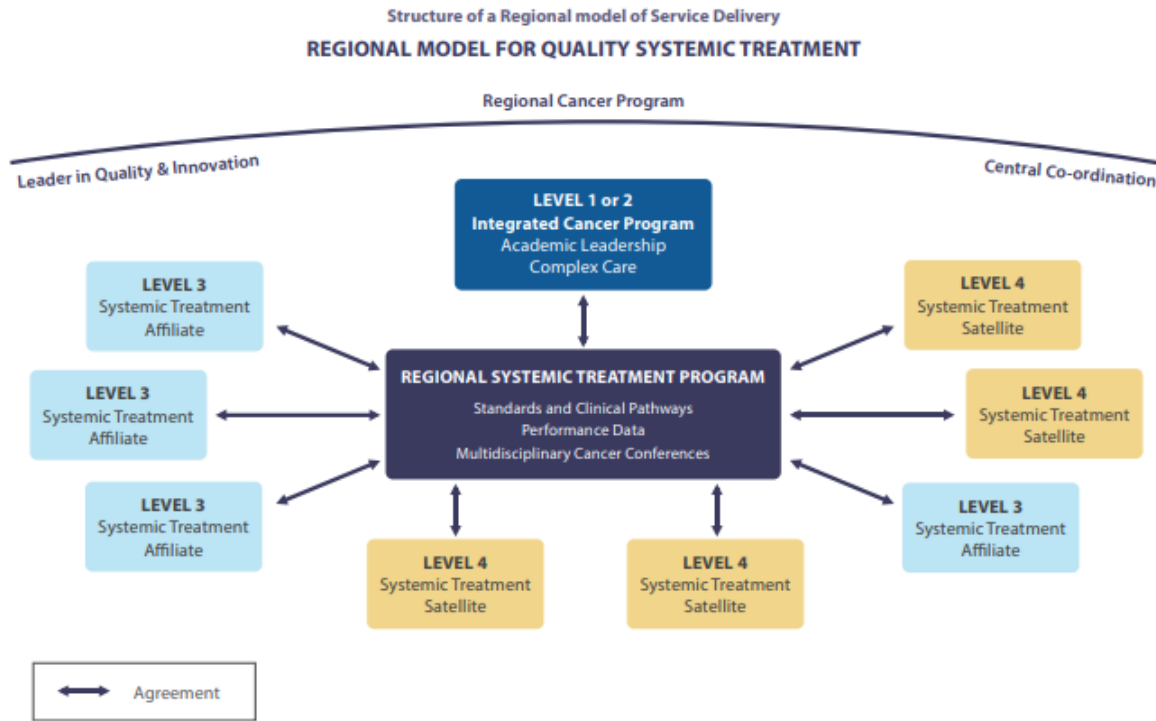 Structure of a Regional model of Service Delivery
REGIONAL MODEL FOR QUALITY SYSTEMIC TREATMENT
Regional Cancer Program
Leader in Quality & Innovation
Central Co-ordination
LEVEL 1 or 2
Integrated Cancer Program
Academic Leadership
Complex Care
LEVEL 3
Systemic Treatment
Affiliate
LEVEL 4
Systemic Treatment
Satellite
LEVEL 3
Systemic Treatment
Affiliate
REGIONAL SYSTEMIC TREATMENT PROGRAM
Standards and Clinical Pathways
Performance Data
Multidisciplinary Cancer Conferences
LEVEL 4
Systemic Treatment
Satellite
LEVEL 3
Systemic Treatment
Affiliate
LEVEL 3
Systemic Treatment
Affiliate
LEVEL 4
Systemic Treatment
Satellite
LEVEL 4
Systemic Treatment
Satellite
Agreement